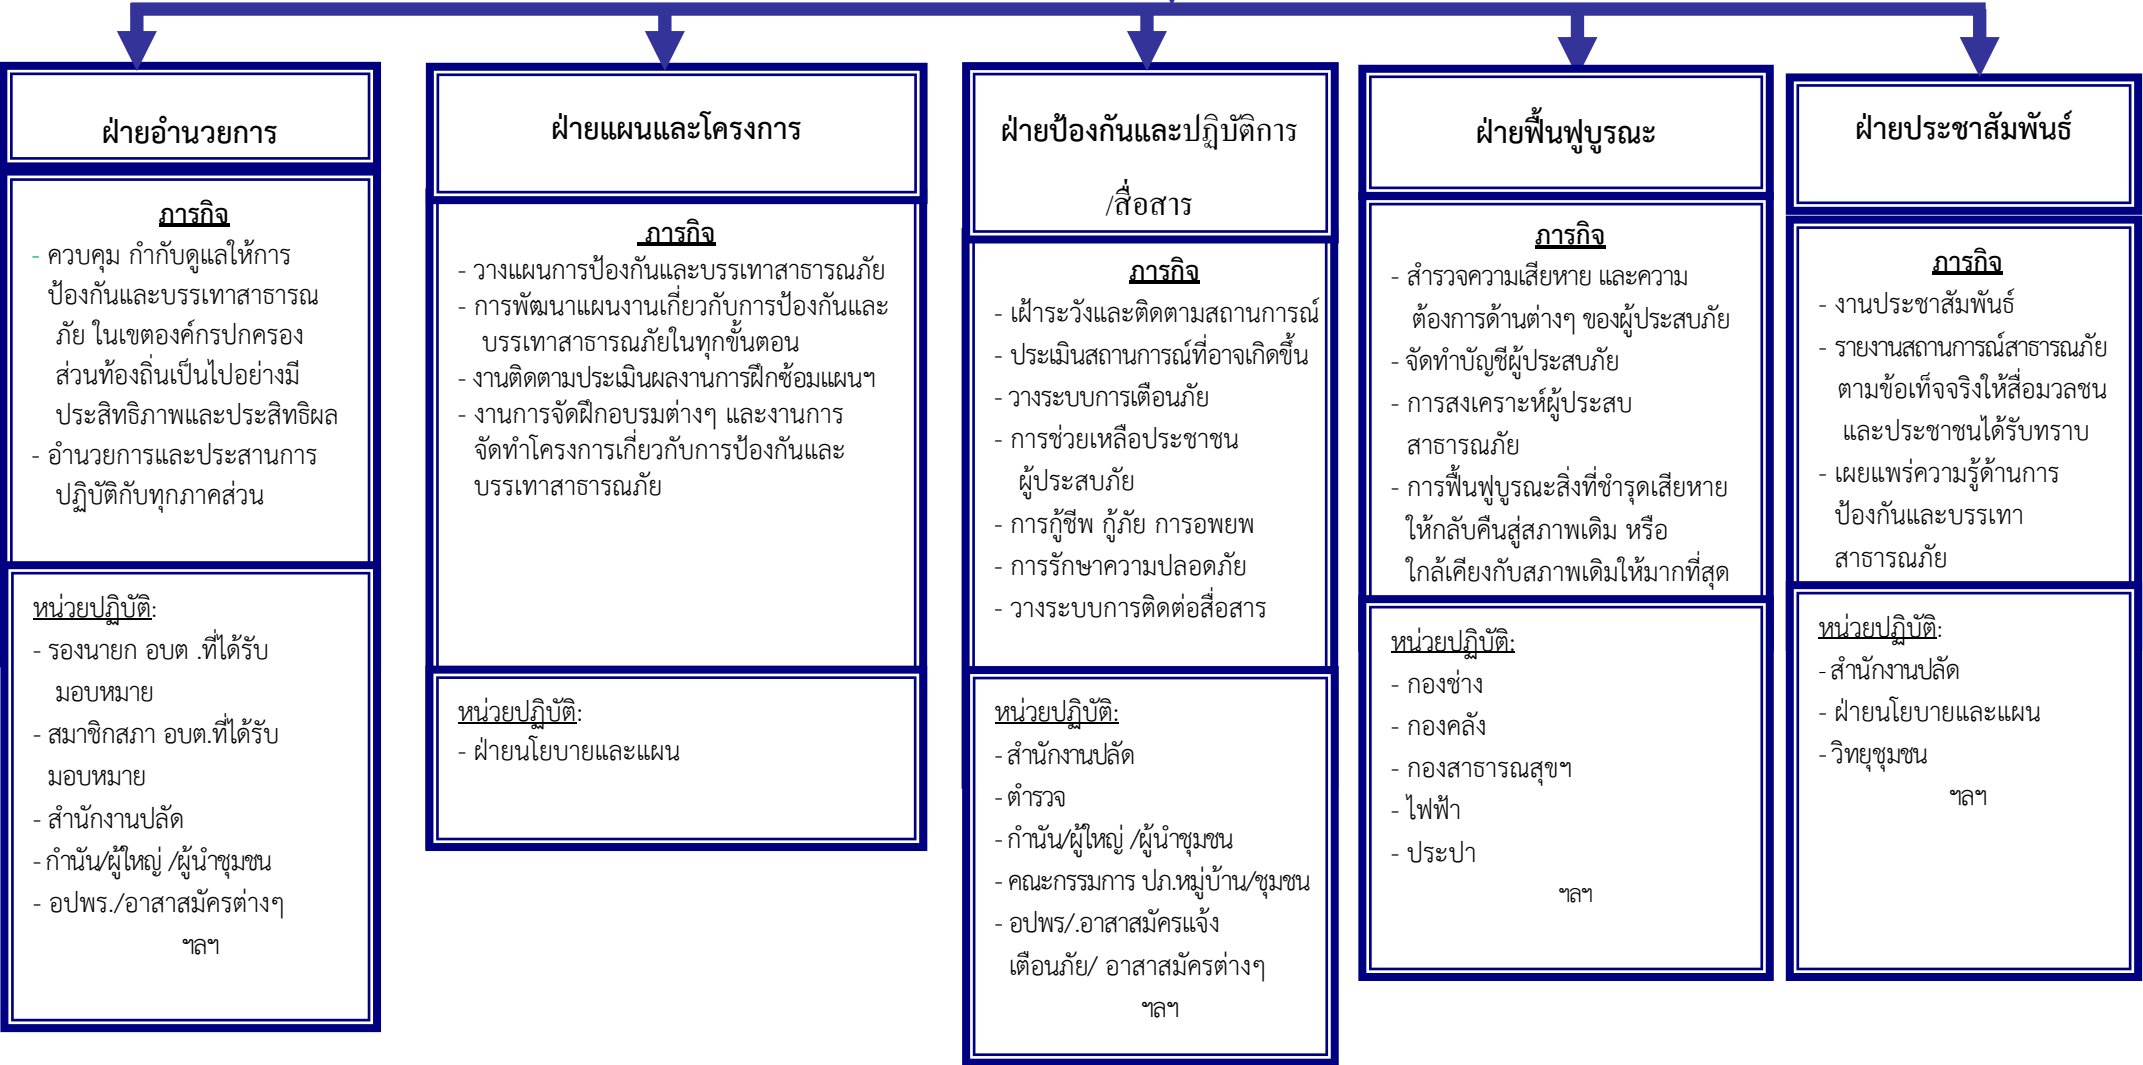 ฝ่ายอำนวยการ
ภารกิจ
- ควบคุม กำกับดูแลให้การ
ป้องกันและบรรเทาสาธารณ
ภัย ในเขตองค์กรปกครอง
ส่วนท้องถิ่นเป็นไปอย่างมี
ประสิทธิภาพและประสิทธิผล
- อำนวยการและประสานการ
ปฏิบัติกับทุกภาคส่วน
หน่วยปฏิบัติ:
- รองนายก อบต .ที่ได้รับ
มอบหมาย
- สมาชิกสภา อบต.ที่ได้รับ
มอบหมาย
- สำนักงานปลัด
- กำนัน/ผู้ใหญ่ /ผู้นำชุมชน
- อปพร./อาสาสมัครต่างๆ
ฯลฯ
ฝ่ายแผนและโครงการ
ภารกิจ
- วางแผนการป้องกันและบรรเทาสาธารณภัย
- การพัฒนาแผนงานเกี่ยวกับการป้องกันและ
บรรเทาสาธารณภัยในทุกขั้นตอน
- งานติดตามประเมินผลงานการฝึกซ้อมแผนฯ
- งานการจัดฝึกอบรมต่างๆ และงานการ
จัดทำโครงการเกี่ยวกับการป้องกันและ
บรรเทาสาธารณภัย
หน่วยปฏิบัติ:
- ฝ่ายนโยบายและแผน
ฝ่ายป้องกันและปฏิบัติการ
/สื่อสาร
ภารกิจ
- เฝ้าระวังและติดตามสถานการณ์
- ประเมินสถานการณ์ที่อาจเกิดขึ้น
- วางระบบการเตือนภัย
- การช่วยเหลือประชาชน
ผู้ประสบภัย
- การกู้ชีพ กู้ภัย การอพยพ
- การรักษาความปลอดภัย
- วางระบบการติดต่อสื่อสาร
หน่วยปฏิบัติ:
- สำนักงานปลัด
- ตำรวจ
- กำนัน/ผู้ใหญ่ /ผู้นำชุมชน
- คณะกรรมการ ปภ.หมู่บ้าน/ชุมชน
- อปพร/.อาสาสมัครแจ้ง
เตือนภัย/ อาสาสมัครต่างๆ
ฯลฯ
ฝ่ายฟื้นฟูบูรณะ
ภารกิจ
- สำรวจความเสียหาย และความ
ต้องการด้านต่างๆ ของผู้ประสบภัย
- จัดทำบัญชีผู้ประสบภัย
- การสงเคราะห์ผู้ประสบ
สาธารณภัย
- การฟื้นฟูบูรณะสิ่งที่ชำรุดเสียหาย
ให้กลับคืนสู่สภาพเดิม หรือ
ใกล้เคียงกับสภาพเดิมให้มากที่สุด
หน่วยปฏิบัติ:
- กองช่าง
- กองคลัง
- กองสาธารณสุขฯ
- ไฟฟ้า
- ประปา
ฯลฯ
ฝ่ายประชาสัมพันธ์
ภารกิจ
- งานประชาสัมพันธ์
- รายงานสถานการณ์สาธารณภัย
ตามข้อเท็จจริงให้สื่อมวลชน
และประชาชนได้รับทราบ
- เผยแพร่ความรู้ด้านการ
ป้องกันและบรรเทา
สาธารณภัย
หน่วยปฏิบัติ:
- สำนักงานปลัด
- ฝ่ายนโยบายและแผน
- วิทยุชุมชน
ฯลฯ